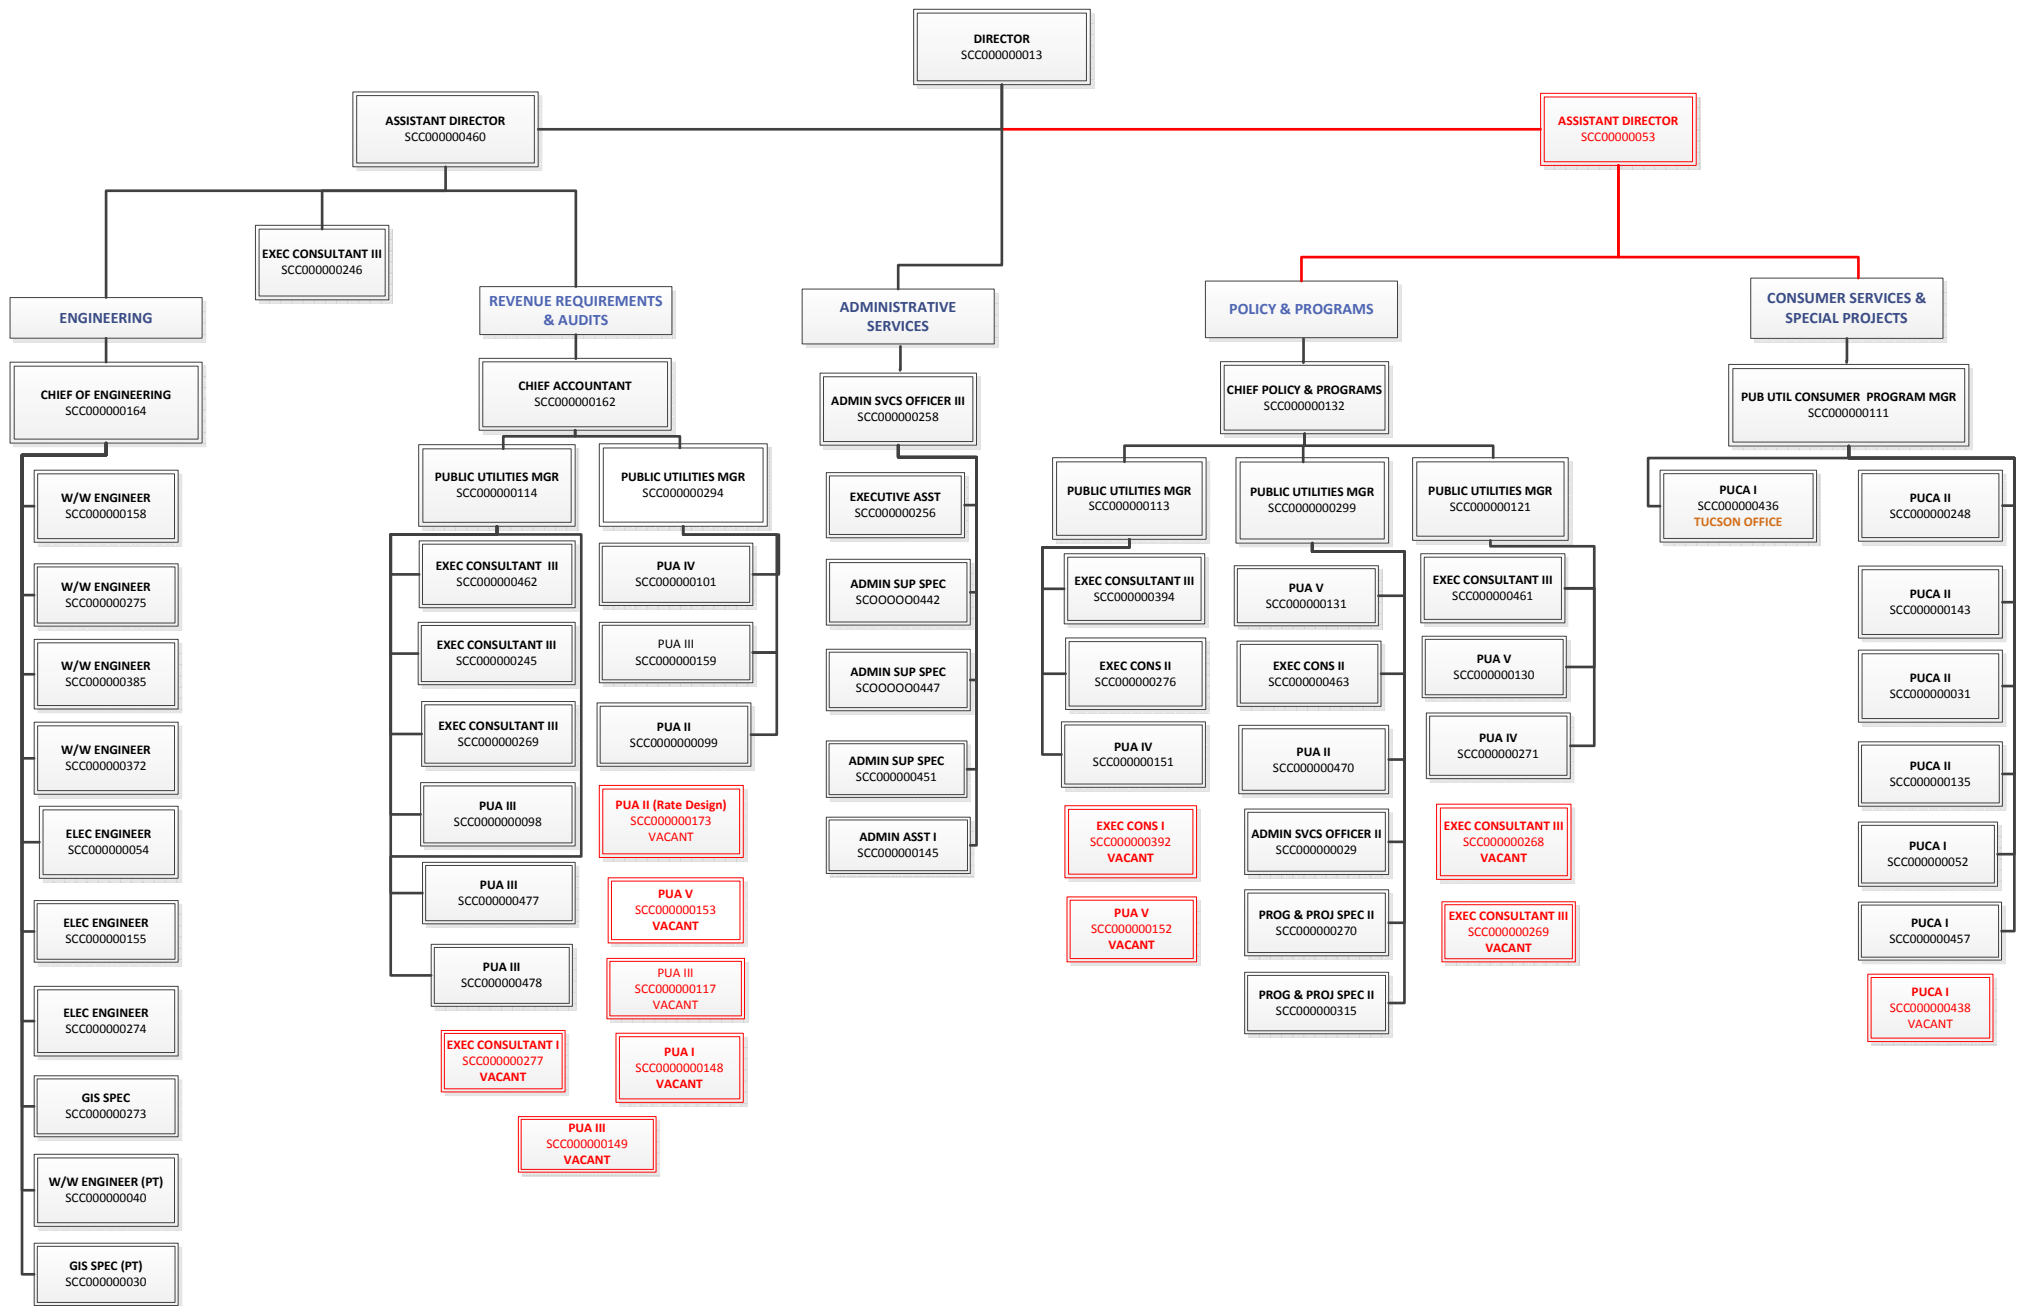 DIRECTOR
SCC000000013
ASSISTANT DIRECTOR
SCC000000460
ASSISTANT DIRECTOR
SCC00000053
EXEC CONSULTANT III
SCC000000246
ENGINEERING
CHIEF OF ENGINEERING
SCC000000164
W/W ENGINEER
SCC000000158
W/W ENGINEER
SCC000000275
W/W ENGINEER
SCC000000385
W/W ENGINEER
SCC000000372
ELEC ENGINEER
SCC000000054
ELEC ENGINEER
SCC000000155
ELEC ENGINEER
SCC000000274
GIS SPEC
SCC000000273
W/W ENGINEER (PT)
SCC000000040
GIS SPEC (PT)
SCC000000030
REVENUE REQUIREMENTS
& AUDITS
CHIEF ACCOUNTANT
SCC000000162
PUBLIC UTILITIES MGR
SCC000000114
EXEC CONSULTANT  III
SCC000000462
EXEC CONSULTANT III
SCC000000245
EXEC CONSULTANT III
SCC000000269
PUA III
SCC0000000098
PUA III
SCC000000477
PUA III
SCC000000478
EXEC CONSULTANT I
SCC000000277
VACANT
PUBLIC UTILITIES MGR
SCC000000294
PUA IV
SCC000000101
PUA III
SCC000000159
PUA II
SCC0000000099
PUA II (Rate Design)
SCC000000173
VACANT
PUA V
SCC000000153
VACANT
PUA III
SCC000000117
VACANT
PUA I
SCC0000000148
VACANT
PUA III
SCC000000149
VACANT
ADMINISTRATIVE
SERVICES
ADMIN SVCS OFFICER III
SCC000000258
EXECUTIVE ASST
SCC000000256
ADMIN SUP SPEC
SCOOOOO0442
ADMIN SUP SPEC
SCOOOOO0447
ADMIN SUP SPEC
SCC000000451
ADMIN ASST I
SCC000000145
POLICY & PROGRAMS
CHIEF POLICY & PROGRAMS
SCC000000132
PUBLIC UTILITIES MGR
SCC000000113
EXEC CONSULTANT III
SCC000000394
EXEC CONS II
SCC000000276
PUA IV
SCC000000151
EXEC CONS I
SCC000000392
VACANT
PUA V
SCC000000152
VACANT
PUBLIC UTILITIES MGR
SCC0000000299
PUA V
SCC000000131
EXEC CONS II
SCC000000463
PUA II
SCC000000470
ADMIN SVCS OFFICER II
SCC000000029
PROG & PROJ SPEC II
SCC000000270
PROG & PROJ SPEC II
SCC000000315
PUBLIC UTILITIES MGR
SCC000000121
EXEC CONSULTANT III
SCC000000461
PUA V
SCC000000130
PUA IV
SCC000000271
EXEC CONSULTANT III
SCC000000268
VACANT
EXEC CONSULTANT III
SCC000000269
VACANT
CONSUMER SERVICES &
SPECIAL PROJECTS
PUB UTIL CONSUMER  PROGRAM MGR
SCC000000111
PUCA I
SCC000000436
TUCSON OFFICE
PUCA II
SCC000000248
PUCA II
SCC000000143
PUCA II
SCC000000031
PUCA II
SCC000000135
PUCA I
SCC000000052
PUCA I
SCC000000457
PUCA I
SCC000000438
VACANT